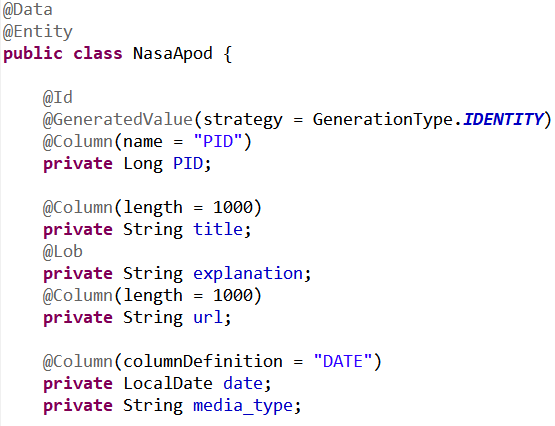 @Data
@Entity
public class NasaApod {
@Id
@GeneratedValue(strategy = GenerationType.IDENTITY)
@Column(name = "PID")
private Long PID;
@Column(length = 1000)
private String title;
@Lob
private String explanation;
@Column(length = 1000)
private String url;
@Column(columnDefinition = "DATE")
private LocalDate date;
private String media_type;